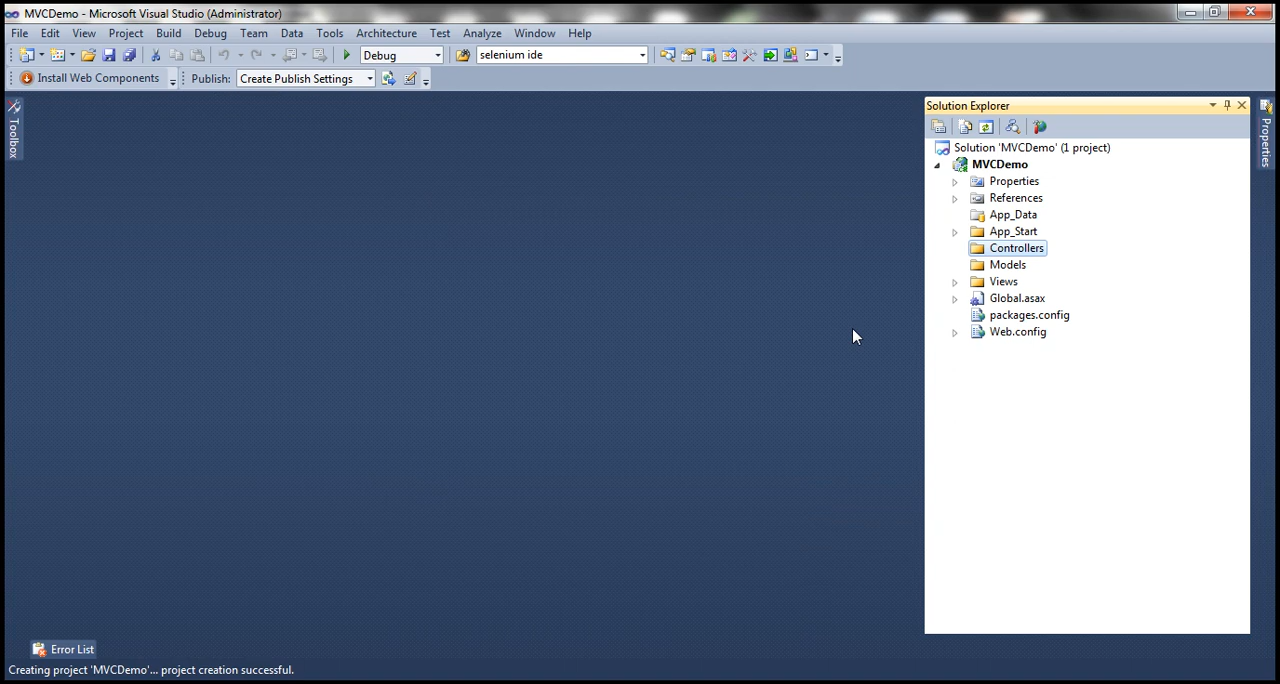 MVCDemo - Microsoft Visual Studio (Administrator)
File Edit View Project Build Debug Team Data Tools Architecture Test Analyze Window Help
Debug selenium ide
Install Web Components Publish: Create Publish Settings
Toolbox
Solution Explorer
Properties
Solution 'MVCDemo' (1 project)
MVCDemo
Properties
References
App_Data
App_Start
Controllers
Models
Views
Global.asax
packages.config
Web.config
Error List
Creating project 'MVCDemo'... project creation successful.